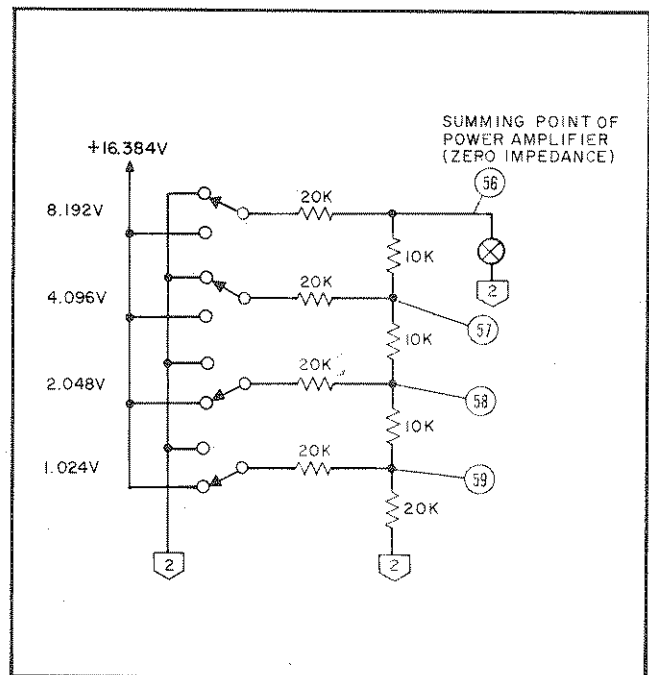 SUMMING POINT OF
POWER AMPLIFIER
(ZERO IMPEDANCE)
+16.384V
56
20K
8.192V
10K
2
20K
4.096V
57
10K
20K
2.048V
58
10K
20K
1.024V
59
20K
2
2